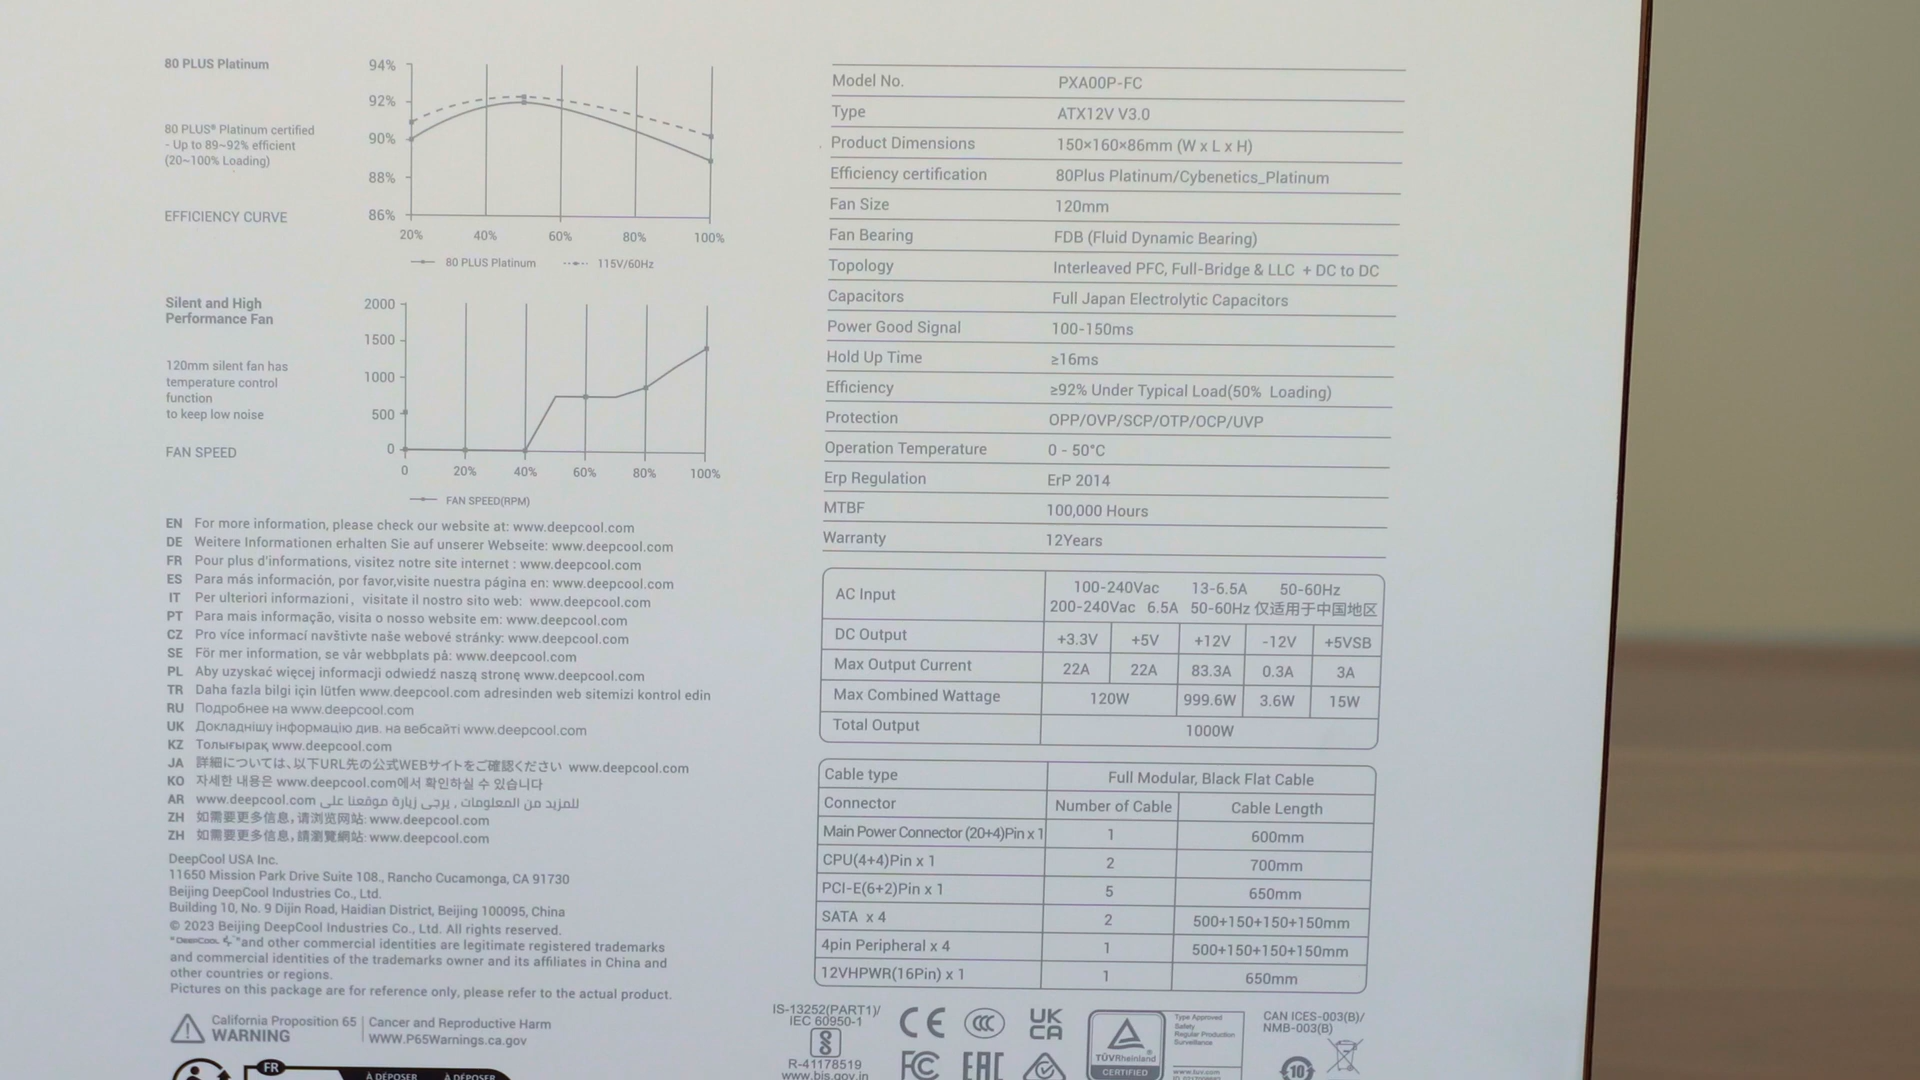 80 PLUS Platinum
80 PLUS® Platinum certified
- Up to 89~92% efficient
(20~100% Loading)
EFFICIENCY CURVE
94%
92%
90%
88%
86%
20% 40% 60% 80% 100%
80 PLUS Platinum 115V/60Hz
Silent and High
Performance Fan
120mm silent fan has
temperature control
function
to keep low noise
FAN SPEED
2000
1500
1000
500
0
0 20% 40% 60% 80% 100%
FAN SPEED(RPM)
EN For more information, please check our website at: www.deepcool.com
DE Weitere Informationen erhalten Sie auf unserer Webseite: www.deepcool.com
FR Pour plus d'informations, visitez notre site internet : www.deepcool.com
ES Para más información, por favor,visite nuestra página en: www.deepcool.com
IT Per ulteriori informazioni, visitate il nostro sito web: www.deepcool.com
PT Para mais informação, visita o nosso website em: www.deepcool.com
CZ Pro více informací navštivte naše webové stránky: www.deepcool.com
SE För mer information, se vår webbplats på: www.deepcool.com
PL Aby uzyskać więcej informacji odwiedź naszą stronę www.deepcool.com
TR Daha fazla bilgi için lütfen www.deepcool.com adresinden web sitemizi kontrol edin
RU Подробнее на www.deepcool.com
UK Докладнішу інформацію див. на вебсайті www.deepcool.com
KZ Толығырақ www.deepcool.com
JA 詳細については、以下URL先の公式WEBサイトをご確認ください www.deepcool.com
KO 자세한 내용은 www.deepcool.com에서 확인하실 수 있습니다
AR للمزيد من المعلومات , يرجى زيارة موقعنا على www.deepcool.com
ZH 如需要更多信息,请浏览网站: www.deepcool.com
ZH 如需要更多信息,請瀏覽網站: www.deepcool.com
DeepCool USA Inc.
11650 Mission Park Drive Suite 108., Rancho Cucamonga, CA 91730
Beijing DeepCool Industries Co., Ltd.
Building 10, No. 9 Dijin Road, Haidian District, Beijing 100095, China
© 2023 Beijing DeepCool Industries Co., Ltd. All rights reserved.
"DEEPCOOL "and other commercial identities are legitimate registered trademarks
and commercial identities of the trademarks owner and its affiliates in China and
other countries or regions.
Pictures on this package are for reference only, please refer to the actual product.
California Proposition 65
WARNING
Cancer and Reproductive Harm
www.P65Warnings.ca.gov
FR
À DÉPOSER À DÉPOSER
Model No. PXA00P-FC
Type ATX12V V3.0
Product Dimensions 150×160×86mm (W x L x H)
Efficiency certification 80Plus Platinum/Cybenetics_Platinum
Fan Size 120mm
Fan Bearing FDB (Fluid Dynamic Bearing)
Topology Interleaved PFC, Full-Bridge & LLC + DC to DC
Capacitors Full Japan Electrolytic Capacitors
Power Good Signal 100-150ms
Hold Up Time ≥16ms
Efficiency ≥92% Under Typical Load(50% Loading)
Protection OPP/OVP/SCP/OTP/OCP/UVP
Operation Temperature 0 - 50°C
Erp Regulation ErP 2014
MTBF 100,000 Hours
Warranty 12Years
AC Input 100-240Vac 13-6.5A 50-60Hz
200-240Vac 6.5A 50-60Hz 仅适用于中国地区
DC Output +3.3V +5V +12V -12V +5VSB
Max Output Current 22A 22A 83.3A 0.3A 3A
Max Combined Wattage 120W 999.6W 3.6W 15W
Total Output 1000W
Cable type Full Modular, Black Flat Cable
Connector Number of Cable Cable Length
Main Power Connector (20+4)Pin x 1 1 600mm
CPU(4+4)Pin x 1 2 700mm
PCI-E(6+2)Pin x 1 5 650mm
SATA x 4 2 500+150+150+150mm
4pin Peripheral x 4 1 500+150+150+150mm
12VHPWR(16Pin) x 1 1 650mm
IS-13252(PART1)/
IEC 60950-1
R-41178519
www.bis.gov.in
CE
CCC
UK
CA
FC
EAC
TÜVRheinland
CERTIFIED
Type Approved
Safety
Regular Production
Surveillance
www.tuv.com
CAN ICES-003(B)/
NMB-003(B)
10